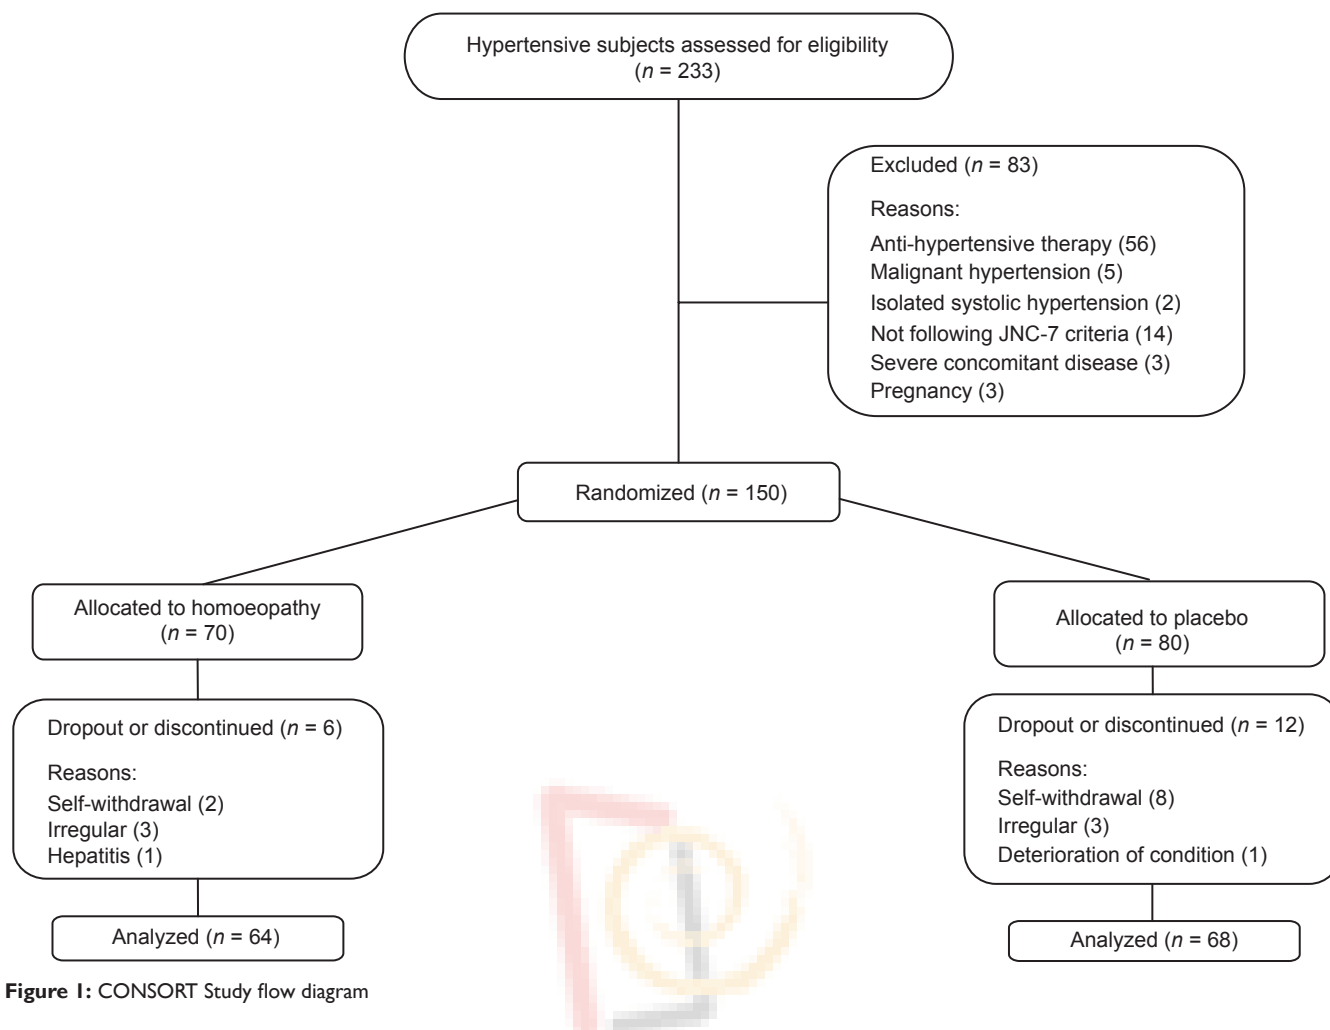 Hypertensive subjects assessed for eligibility
(n = 233)
Excluded (n = 83)
Reasons:
Anti-hypertensive therapy (56)
Malignant hypertension (5)
Isolated systolic hypertension (2)
Not following JNC-7 criteria (14)
Severe concomitant disease (3)
Pregnancy (3)
Randomized (n = 150)
Allocated to homoeopathy
(n = 70)
Dropout or discontinued (n = 6)
Reasons:
Self-withdrawal (2)
Irregular (3)
Hepatitis (1)
Analyzed (n = 64)
Allocated to placebo
(n = 80)
Dropout or discontinued (n = 12)
Reasons:
Self-withdrawal (8)
Irregular (3)
Deterioration of condition (1)
Analyzed (n = 68)
Figure 1: CONSORT Study flow diagram